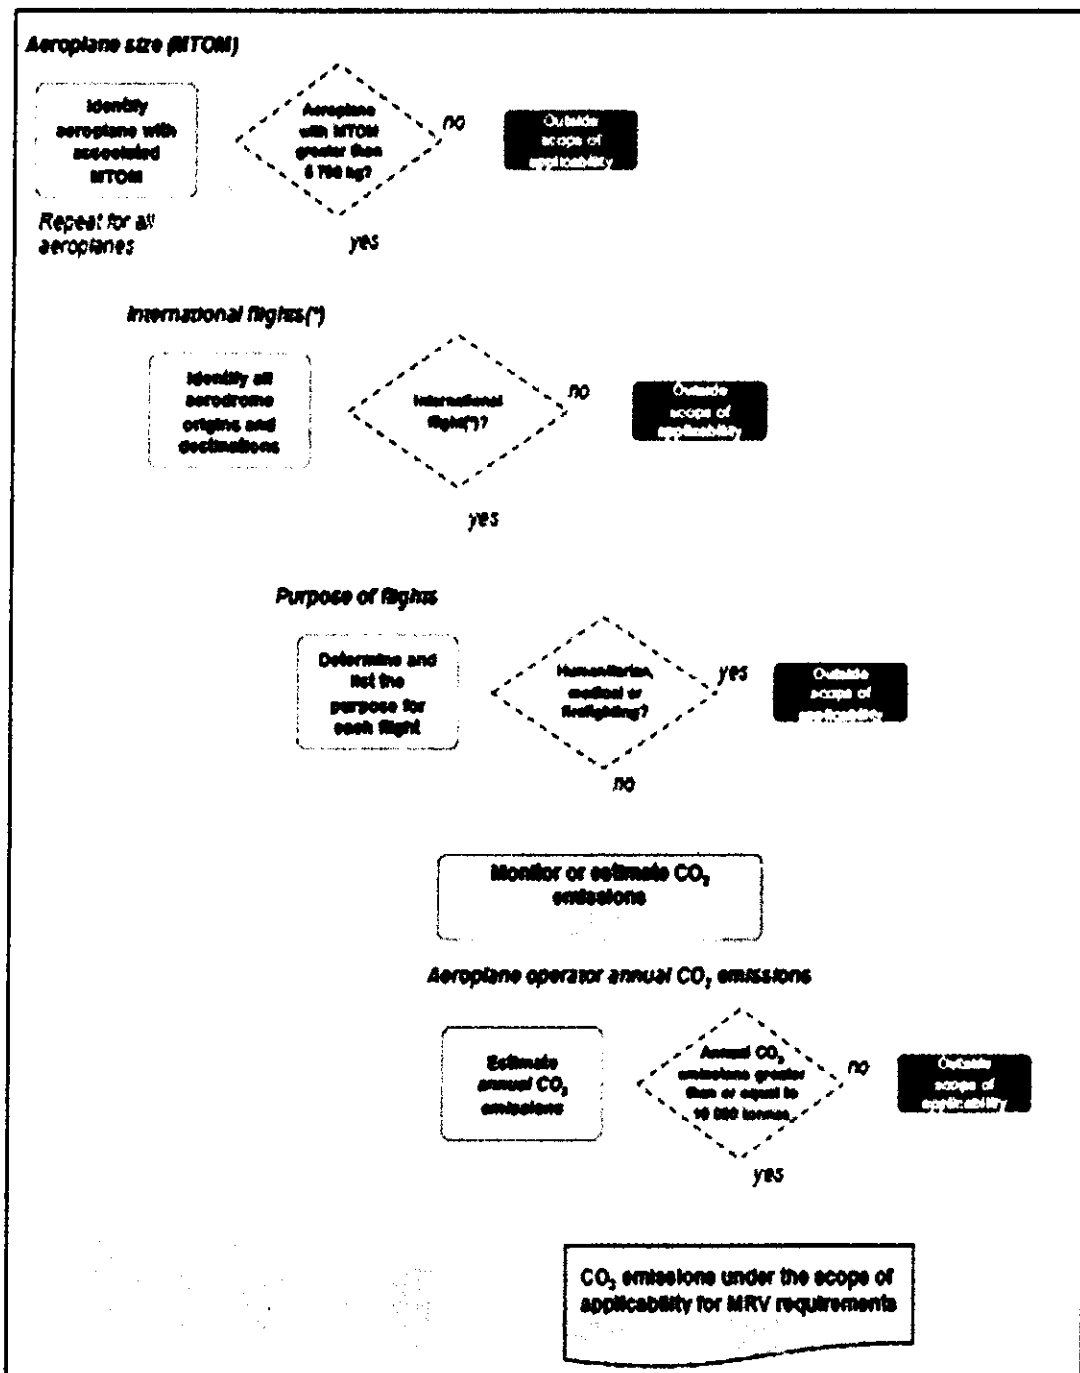 Aeroplane size (MTOM)
Identify
aeroplane with
associated
MTOM
Aeroplane
with MTOM
greater than
5 700 kg?
no
Outside
scope of
applicability
Repeat for all
aeroplanes
yes
International flights(*)
Identify all
aerodrome
origins and
destinations
International
flight(*)?
no
Outside
scope of
applicability
yes
Purpose of flights
Determine and
list the
purpose for
each flight
Humanitarian,
medical or
firefighting?
yes
Outside
scope of
applicability
no
Monitor or estimate CO₂
emissions
Aeroplane operator annual CO₂ emissions
Estimate
annual CO₂
emissions
Annual CO₂
emissions greater
than or equal to
10 000 tonnes
no
Outside
scope of
applicability
yes
CO₂ emissions under the scope of
applicability for MRV requirements